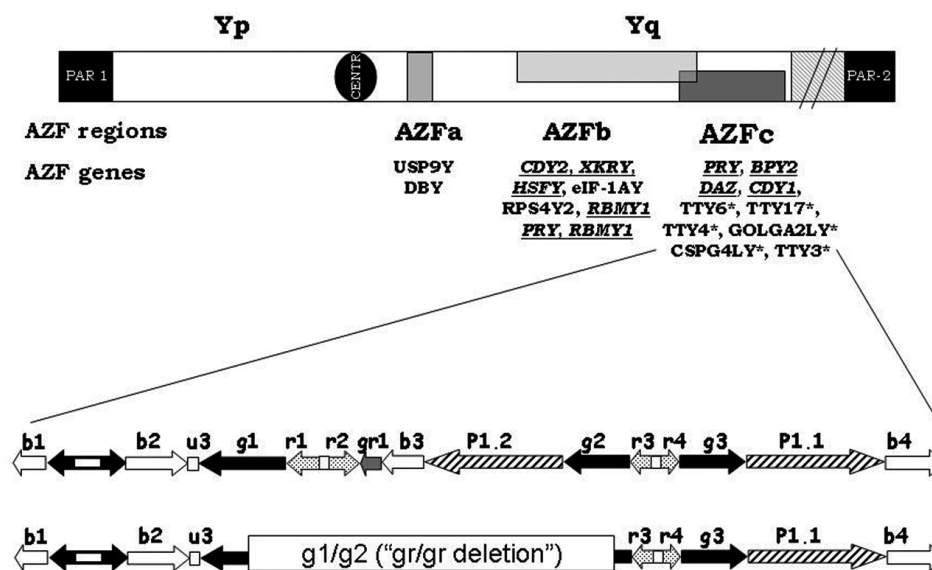 Yp Yq
PAR 1 CENTR PAR-2
AZF regions AZFa AZFb AZFc
AZF genes
USP9Y
DBY
CDY2, XKRY,
HSFY, eIF-1AY
RPS4Y2, RBMY1
PRY, RBMY1
PRY, BPY2
DAZ, CDY1,
TTY6*, TTY17*,
TTY4*, GOLGA2LY*
CSPG4LY*, TTY3*
b1 b2 u3 g1 r1 r2 gr1 b3 P1.2 g2 r3 r4 g3 P1.1 b4
b1 b2 u3 r3 r4 g3 P1.1 b4
g1/g2 ("gr/gr deletion")